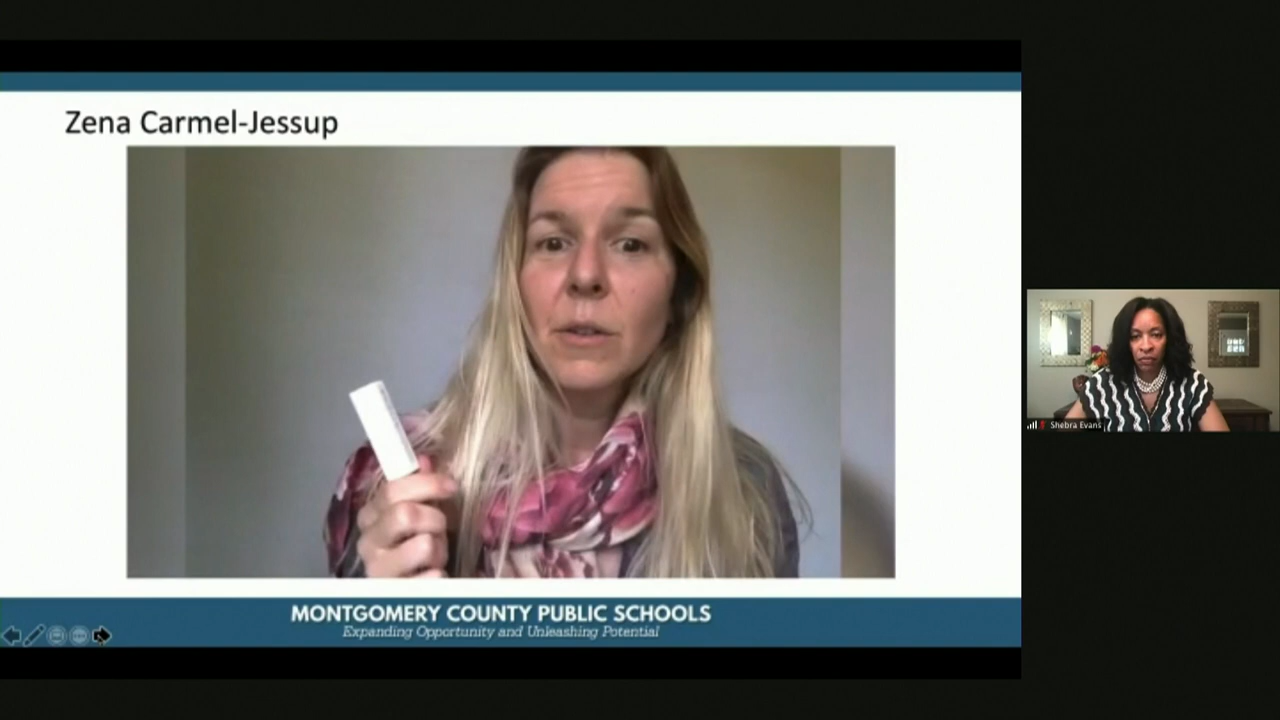 Zena Carmel-Jessup
Shebra Evans
MONTGOMERY COUNTY PUBLIC SCHOOLS
Expanding Opportunity and Unleashing Potential